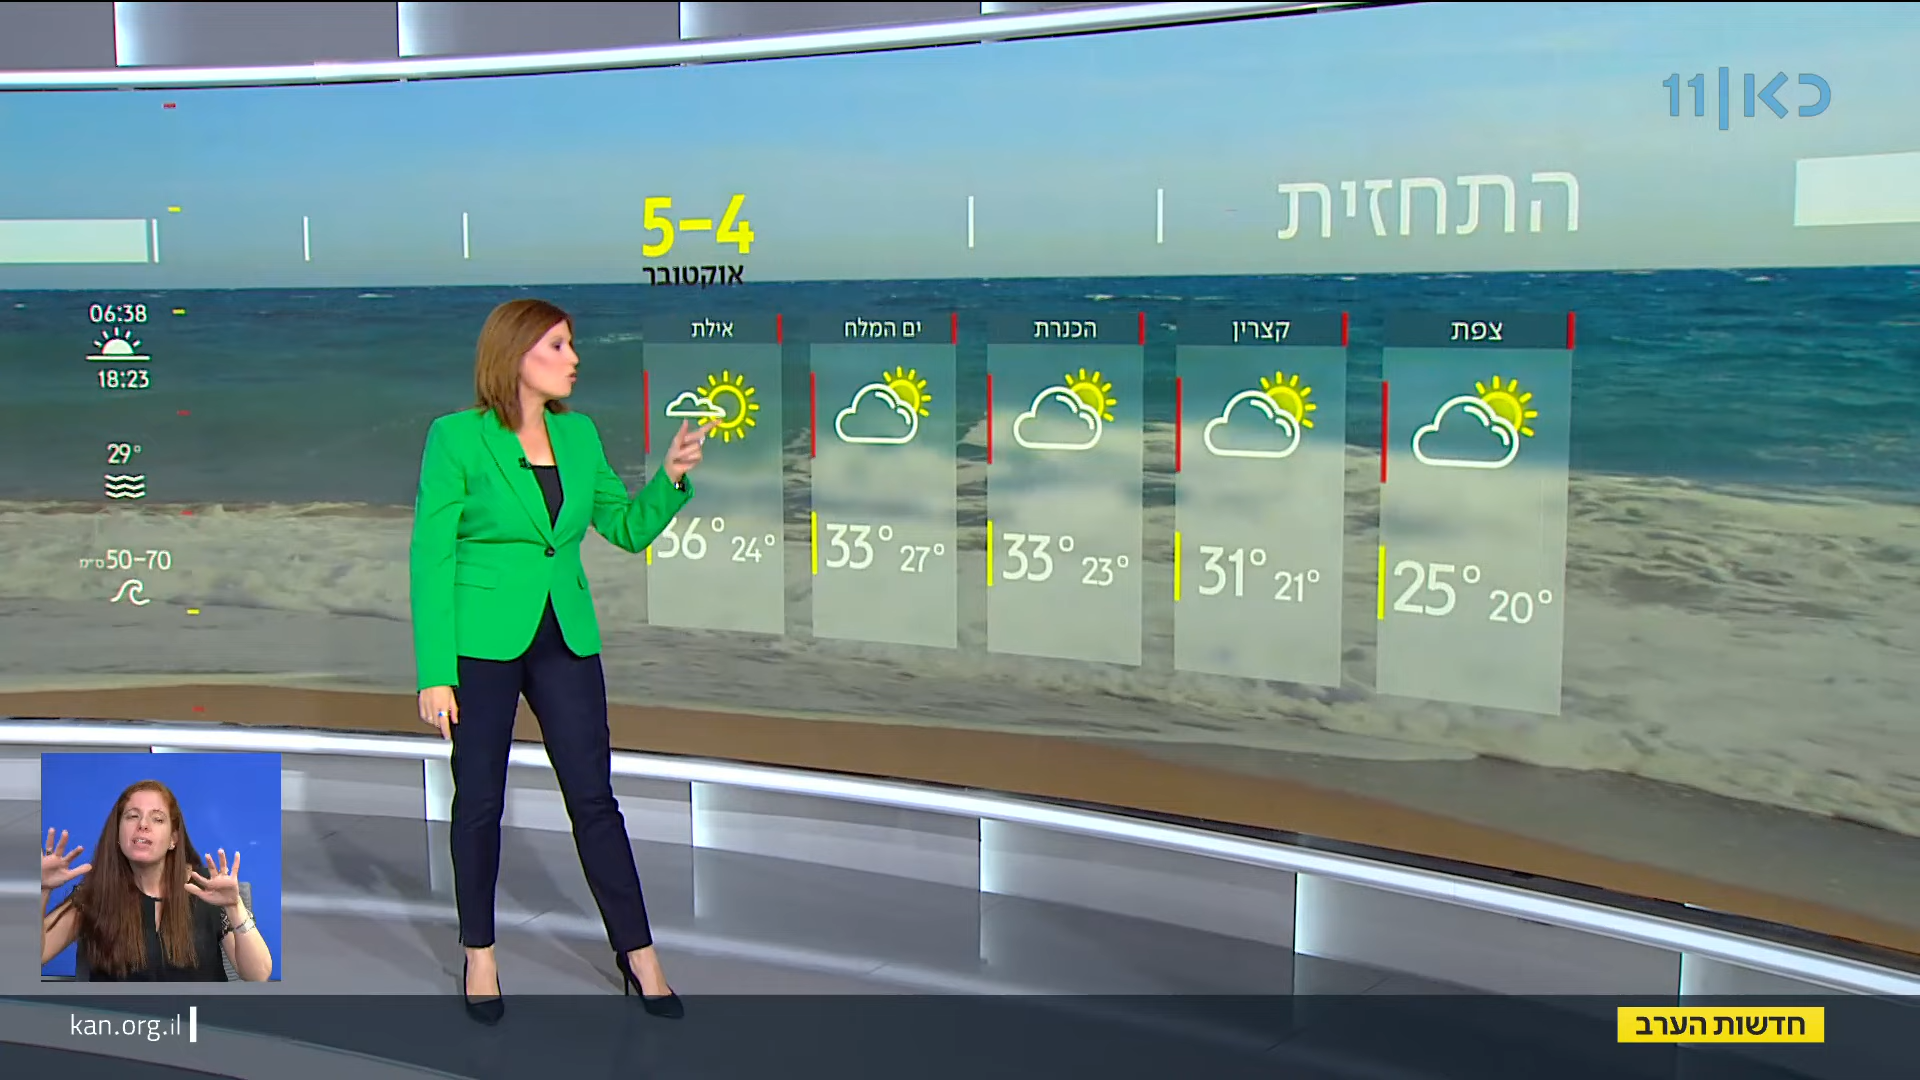 כאן 11
התחזית
5-4
אוקטובר
צפת
25° 20°
קצרין
31° 21°
הכנרת
33° 23°
ים המלח
33° 27°
אילת
36° 24°
06:38
18:23
29°
50-70 ס"מ
חדשות הערב
kan.org.il